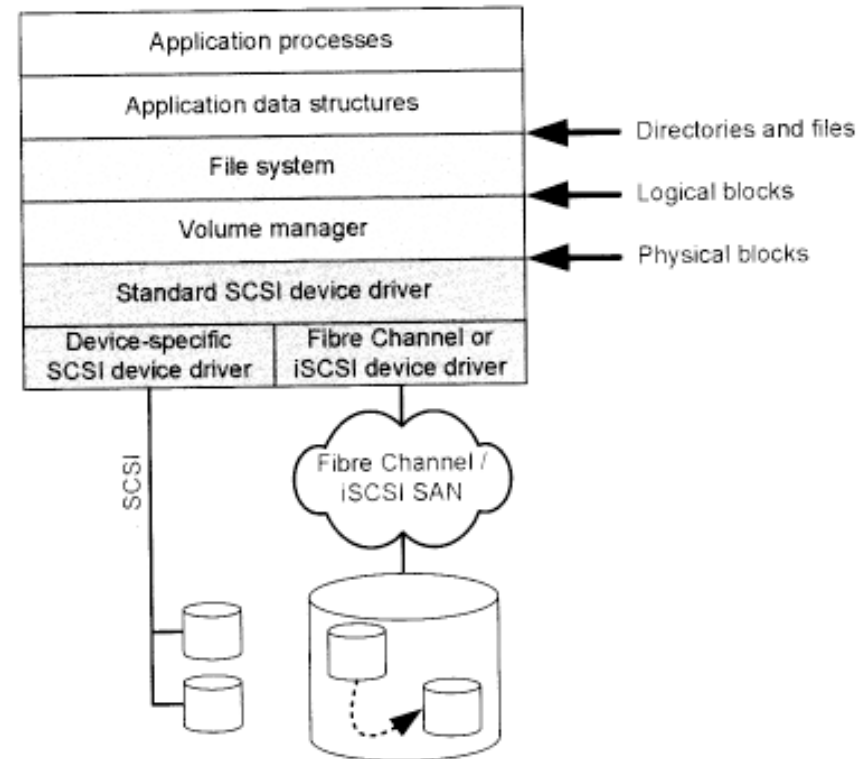 Application processes
Application data structures
Directories and files
File system
Logical blocks
Volume manager
Physical blocks
Standard SCSI device driver
Device-specific
SCSI device driver
Fibre Channel or
iSCSI device driver
SCSI
Fibre Channel /
iSCSI SAN